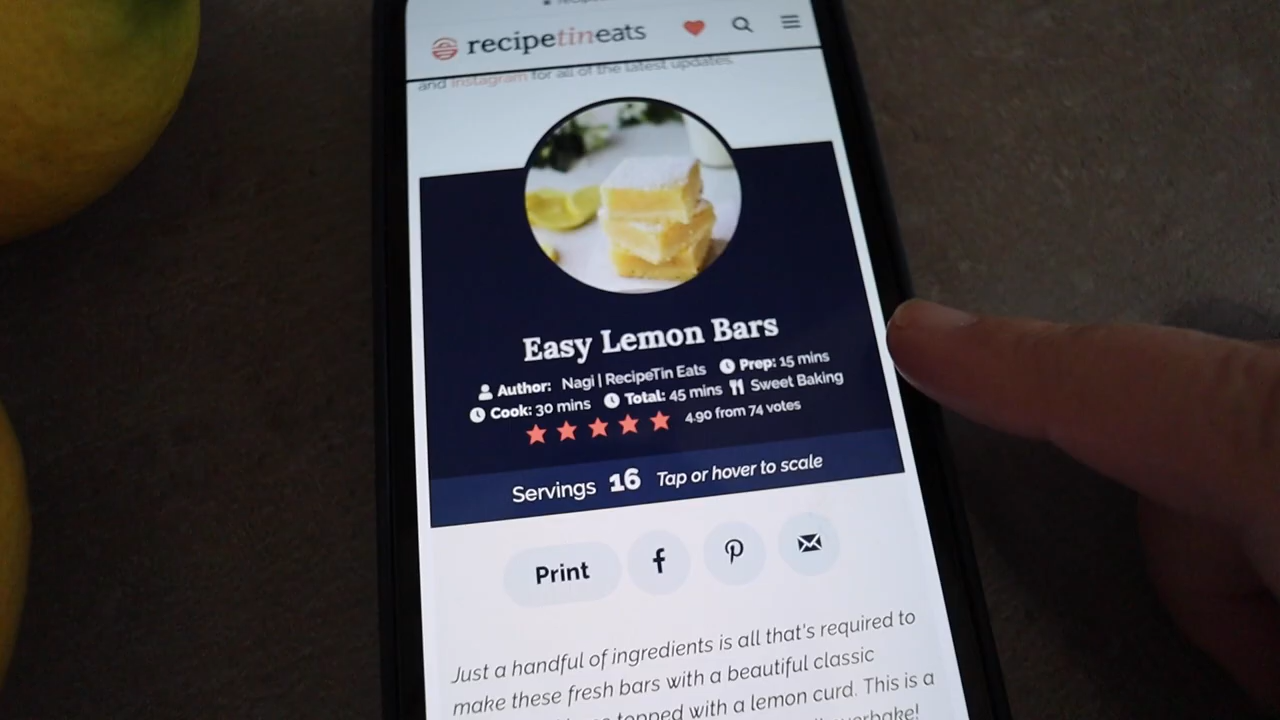 recipetineats
and instagram for all of the latest updates.
Easy Lemon Bars
Author: Nagi | RecipeTin Eats Prep: 15 mins
Cook: 30 mins Total: 45 mins Sweet Baking
4.90 from 74 votes
Servings 16 Tap or hover to scale
Print
Just a handful of ingredients is all that's required to
make these fresh bars with a beautiful classic
topped with a lemon curd. This is a
overbake!